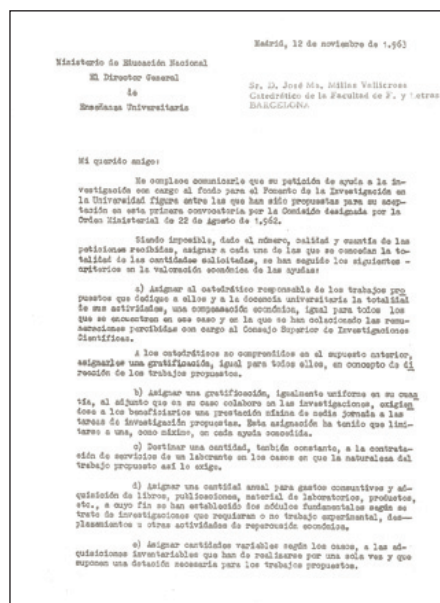 Madrid, 12 de noviembre de 1.963
Ministerio de Educación Nacional
El Director General
de
Enseñanza Universitaria
Sr. D. José Ma. Millas Vallicrosa
Catedrático de la Facultad de F. y Letras
BARCELONA
Mi querido amigo:
Me complace comunicarle que su petición de ayuda a la in-
vestigación con cargo al fondo para el Fomento de la Investigación en
la Universidad figura entre las que han sido propuestas para su acep-
tación en esta primera convocatoria por la Comisión designada por la
Orden Ministerial de 22 de Agosto de 1.962.
Siendo imposible, dado el número, calidad y cuantía de las
peticiones recibidas, asignar a cada una de las que se concedan la to-
talidad de las cantidades solicitadas, se han seguido los siguientes -
criterios en la valoración económica de las ayudas:
a) Asignar al catedrático responsable de los trabajos pro
puestos que dedique a ellos y a la docencia universitaria la totalidad
de sus actividades, una compensación económica, igual para todos los
que se encuentren en ese caso y en la que se han colacionado las remu-
neraciones percibidas con cargo al Consejo Superior de Investigaciones
Científicas.
A los catedráticos no comprendidos en el supuesto anterior,
asignarles una gratificación, igual para todos ellos, en concepto de di
rección de los trabajos propuestos.
b) Asignar una gratificación, igualmente uniforme en su cuan
tía, al adjunto que en su caso colabore en las investigaciones, exigien
dose a los beneficiarios una prestación mínima de media jornada a las
tareas de investigación propuestas. Esta asignación ha tenido que limi-
tarse a una, como máximo, en cada ayuda concedida.
c) Destinar una cantidad, también constante, a la contrata-
ción de servicios de un laborante en los casos en que la naturaleza del
trabajo propuesto así lo exige.
d) Asignar una cantidad anual para gastos consuntivos y ad-
quisición de libros, publicaciones, material de laboratorios, productos,
etc., a cuyo fin se han establecido dos módulos fundamentales según se
trate de investigaciones que requieran o no trabajo experimental, des-
plazamientos u otras actividades de repercusión económica.
e) Asignar cantidades variables según los casos, a las ad-
quisiciones inventariables que han de realizarse por una sola vez y que
suponen una dotación necesaria para los trabajos propuestos.